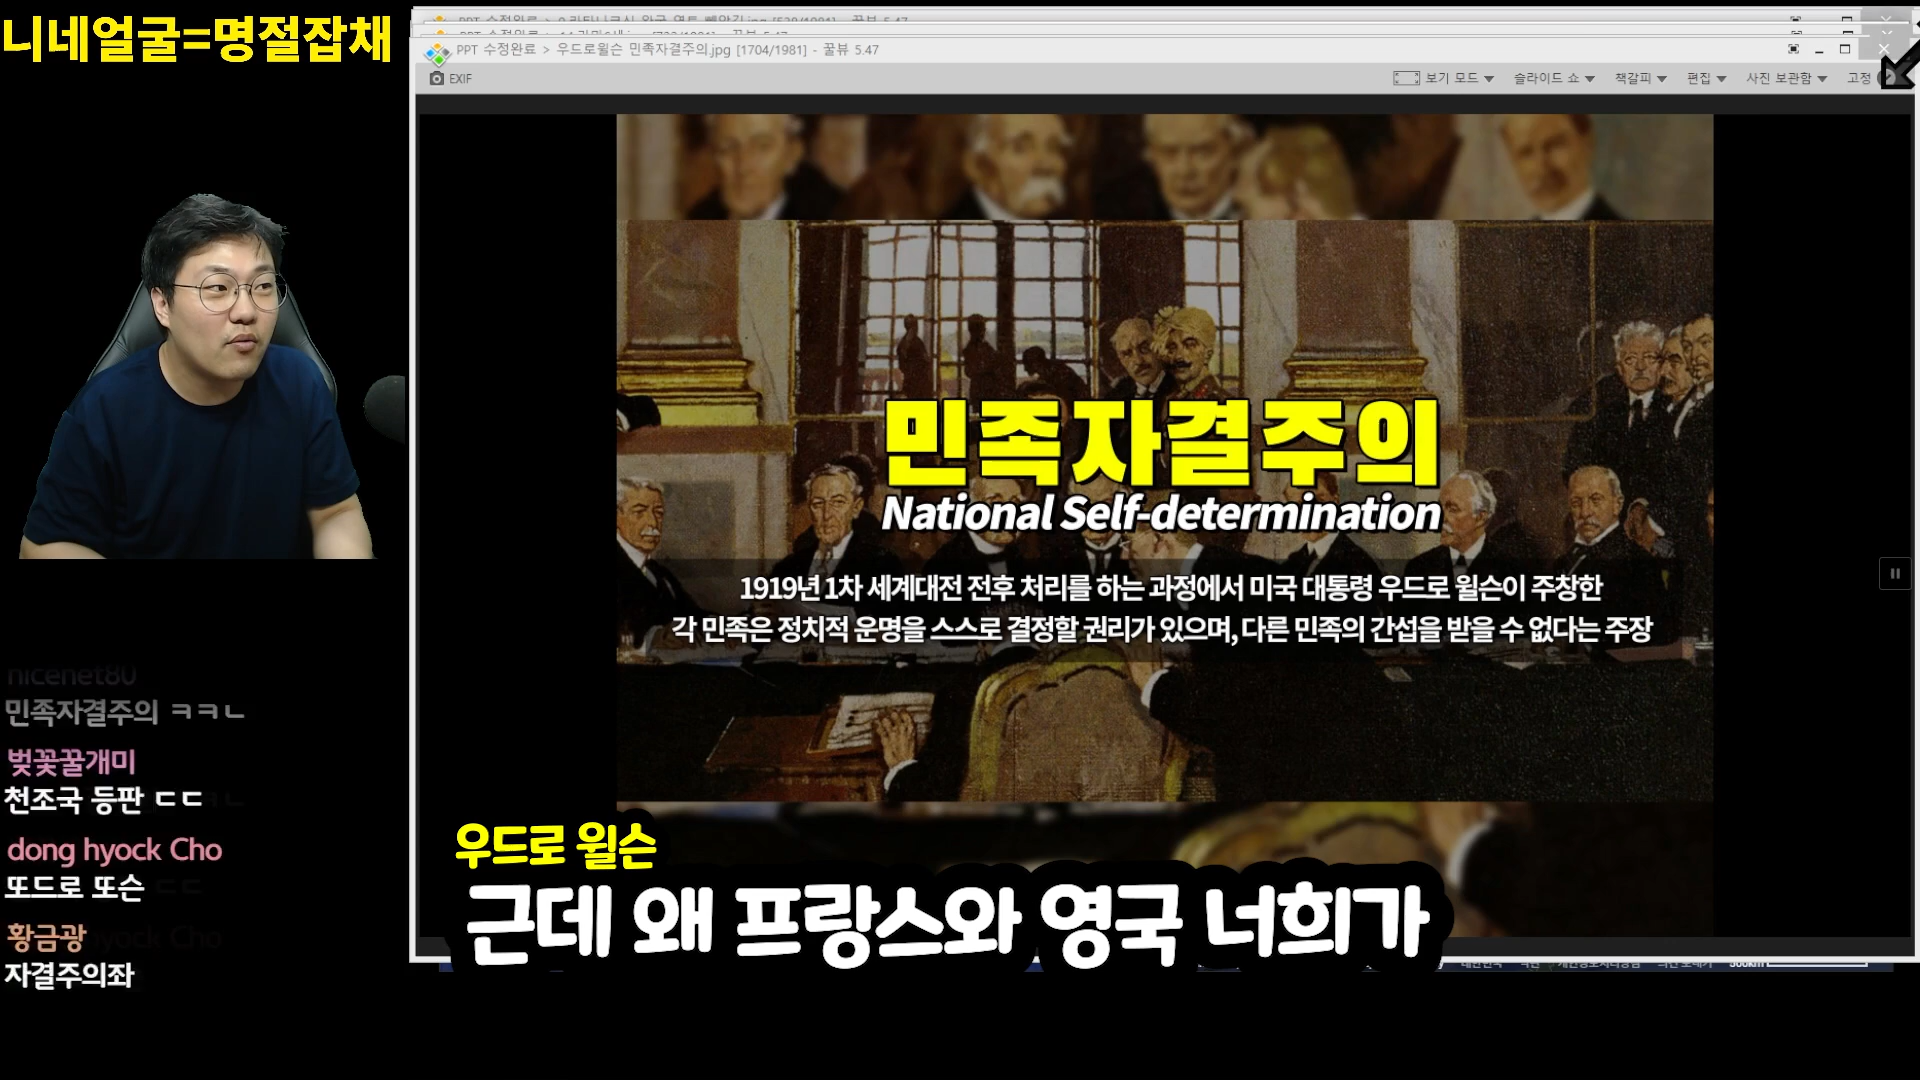 니네얼굴=명절잡채
PPT 수정완료 > 우드로윌슨 민족자결주의.jpg [1704/1981] - 꿀뷰 5.47
EXIF
보기 모드
슬라이드 쇼
책갈피
편집
사진 보관함
고정
민족자결주의
National Self-determination
1919년 1차 세계대전 전후 처리를 하는 과정에서 미국 대통령 우드로 윌슨이 주창한
각 민족은 정치적 운명을 스스로 결정할 권리가 있으며, 다른 민족의 간섭을 받을 수 없다는 주장
nicenet80
민족자결주의 ㅋㅋㄴ
벚꽃꿀개미
천조국 등판 ㄷㄷ
dong hyock Cho
또드로 또슨
황금광
자결주의좌
우드로 윌슨
근데 왜 프랑스와 영국 너희가